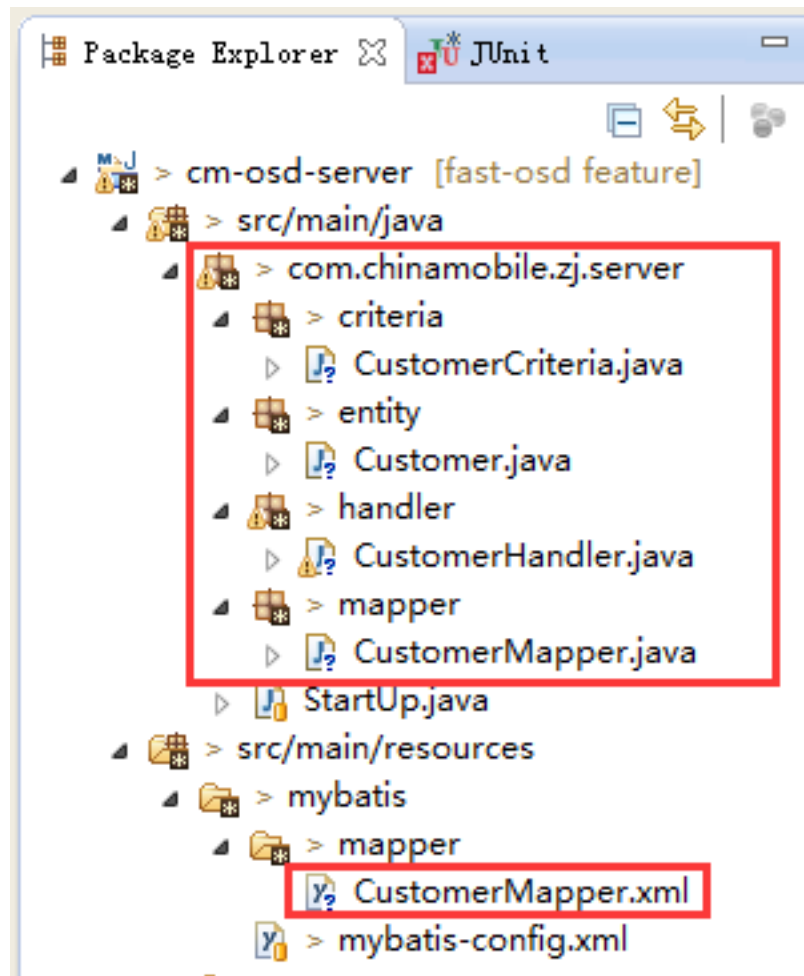 Package Explorer JUnit
> cm-osd-server [fast-osd feature]
> src/main/java
> com.chinamobile.zj.server
> criteria
CustomerCriteria.java
> entity
Customer.java
> handler
CustomerHandler.java
> mapper
CustomerMapper.java
StartUp.java
> src/main/resources
> mybatis
> mapper
CustomerMapper.xml
> mybatis-config.xml